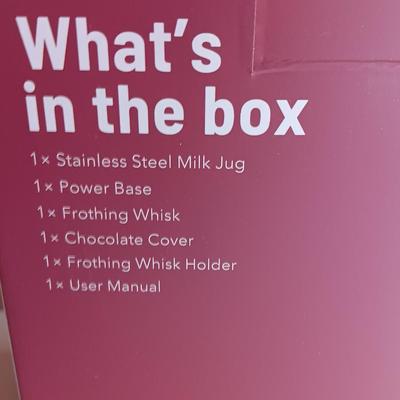 What's
in the box
1× Stainless Steel Milk Jug
1× Power Base
1× Frothing Whisk
1× Chocolate Cover
1× Frothing Whisk Holder
1× User Manual